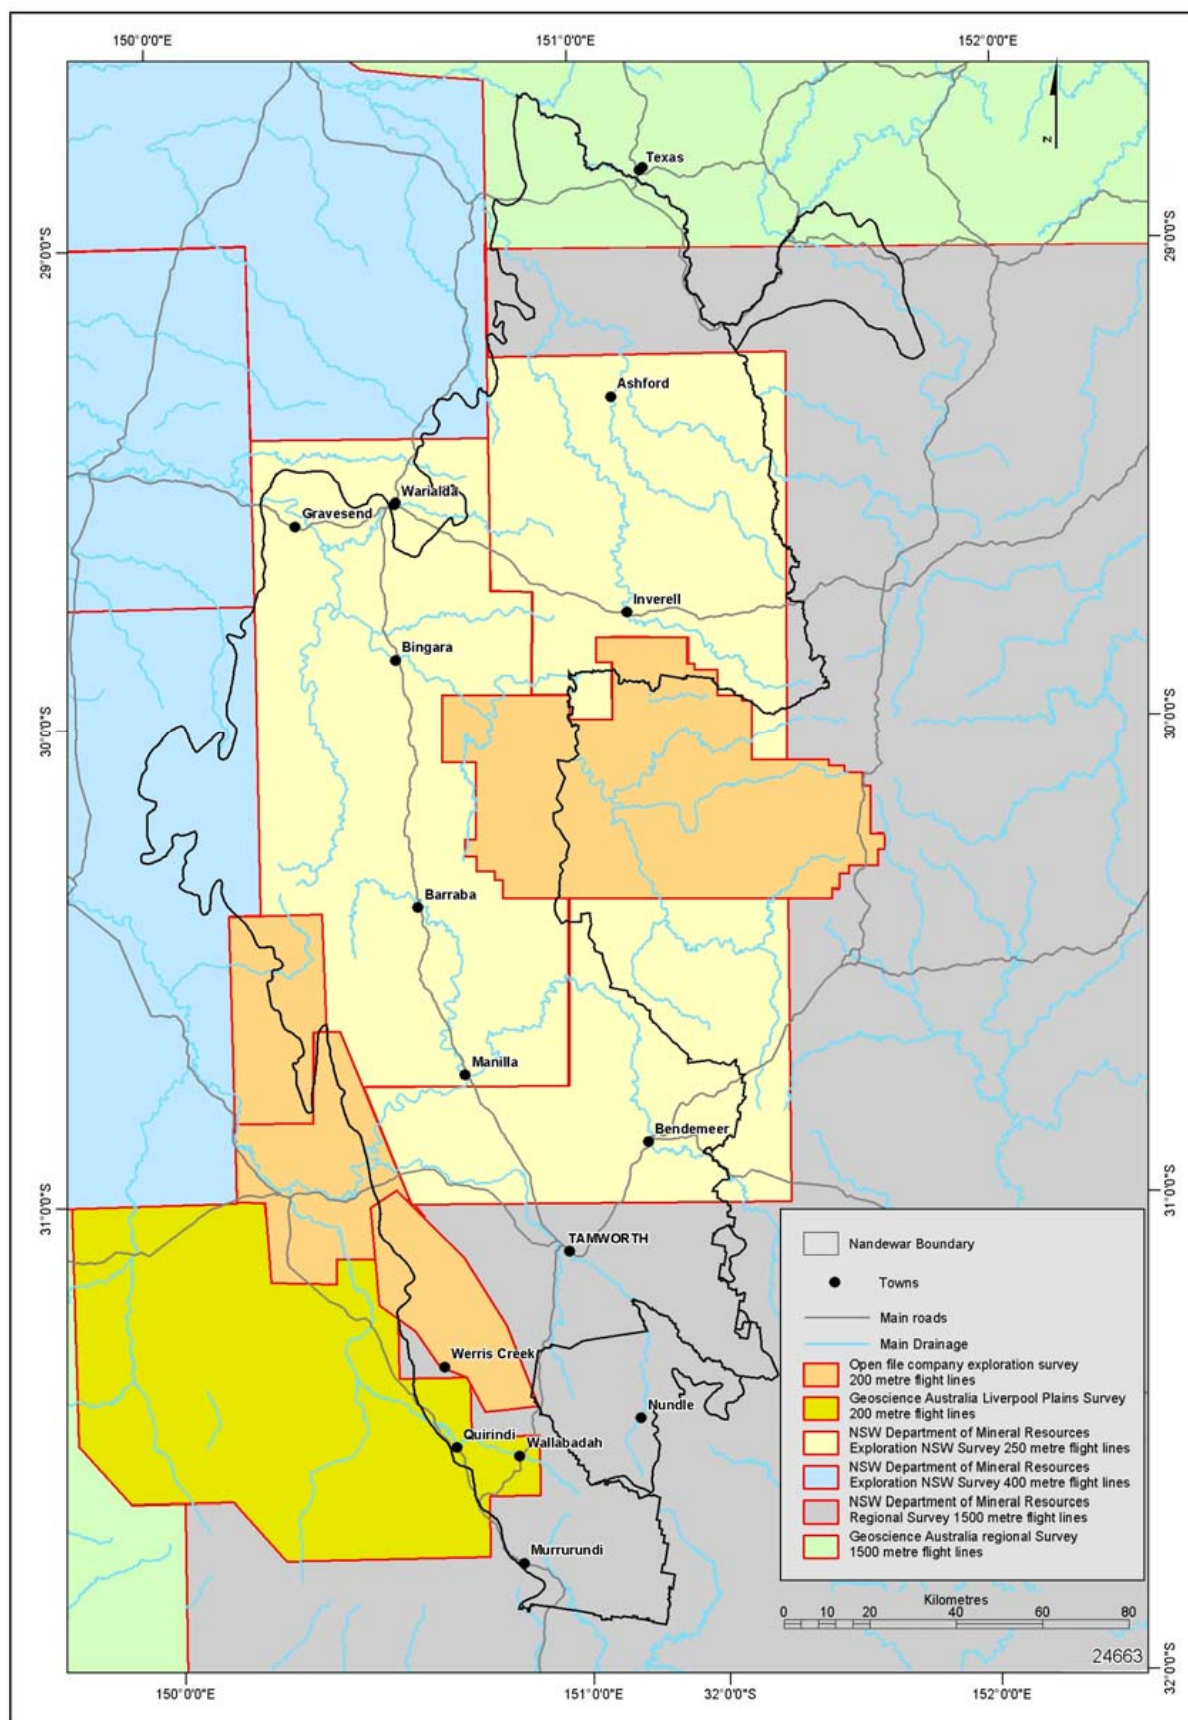 150°0'0"E
151°0'0"E
152°0'0"E
N
Texas
29°0'0"S
29°0'0"S
Ashford
Warialda
Gravesend
Inverell
Bingara
30°0'0"S
30°0'0"S
Barraba
Manilla
Bendemeer
31°0'0"S
31°0'0"S
TAMWORTH
Werris Creek
Nundle
Quirindi
Wallabadah
Murrurundi
Nandewar Boundary
Towns
Main roads
Main Drainage
Open file company exploration survey
200 metre flight lines
Geoscience Australia Liverpool Plains Survey
200 metre flight lines
NSW Department of Mineral Resources
Exploration NSW Survey 250 metre flight lines
NSW Department of Mineral Resources
Exploration NSW Survey 400 metre flight lines
NSW Department of Mineral Resources
Regional Survey 1500 metre flight lines
Geoscience Australia regional Survey
1500 metre flight lines
Kilometres
0 10 20 40 60 80
24663
32°0'0"S
150°0'0"E
151°0'0"E
32°0'0"S
152°0'0"E